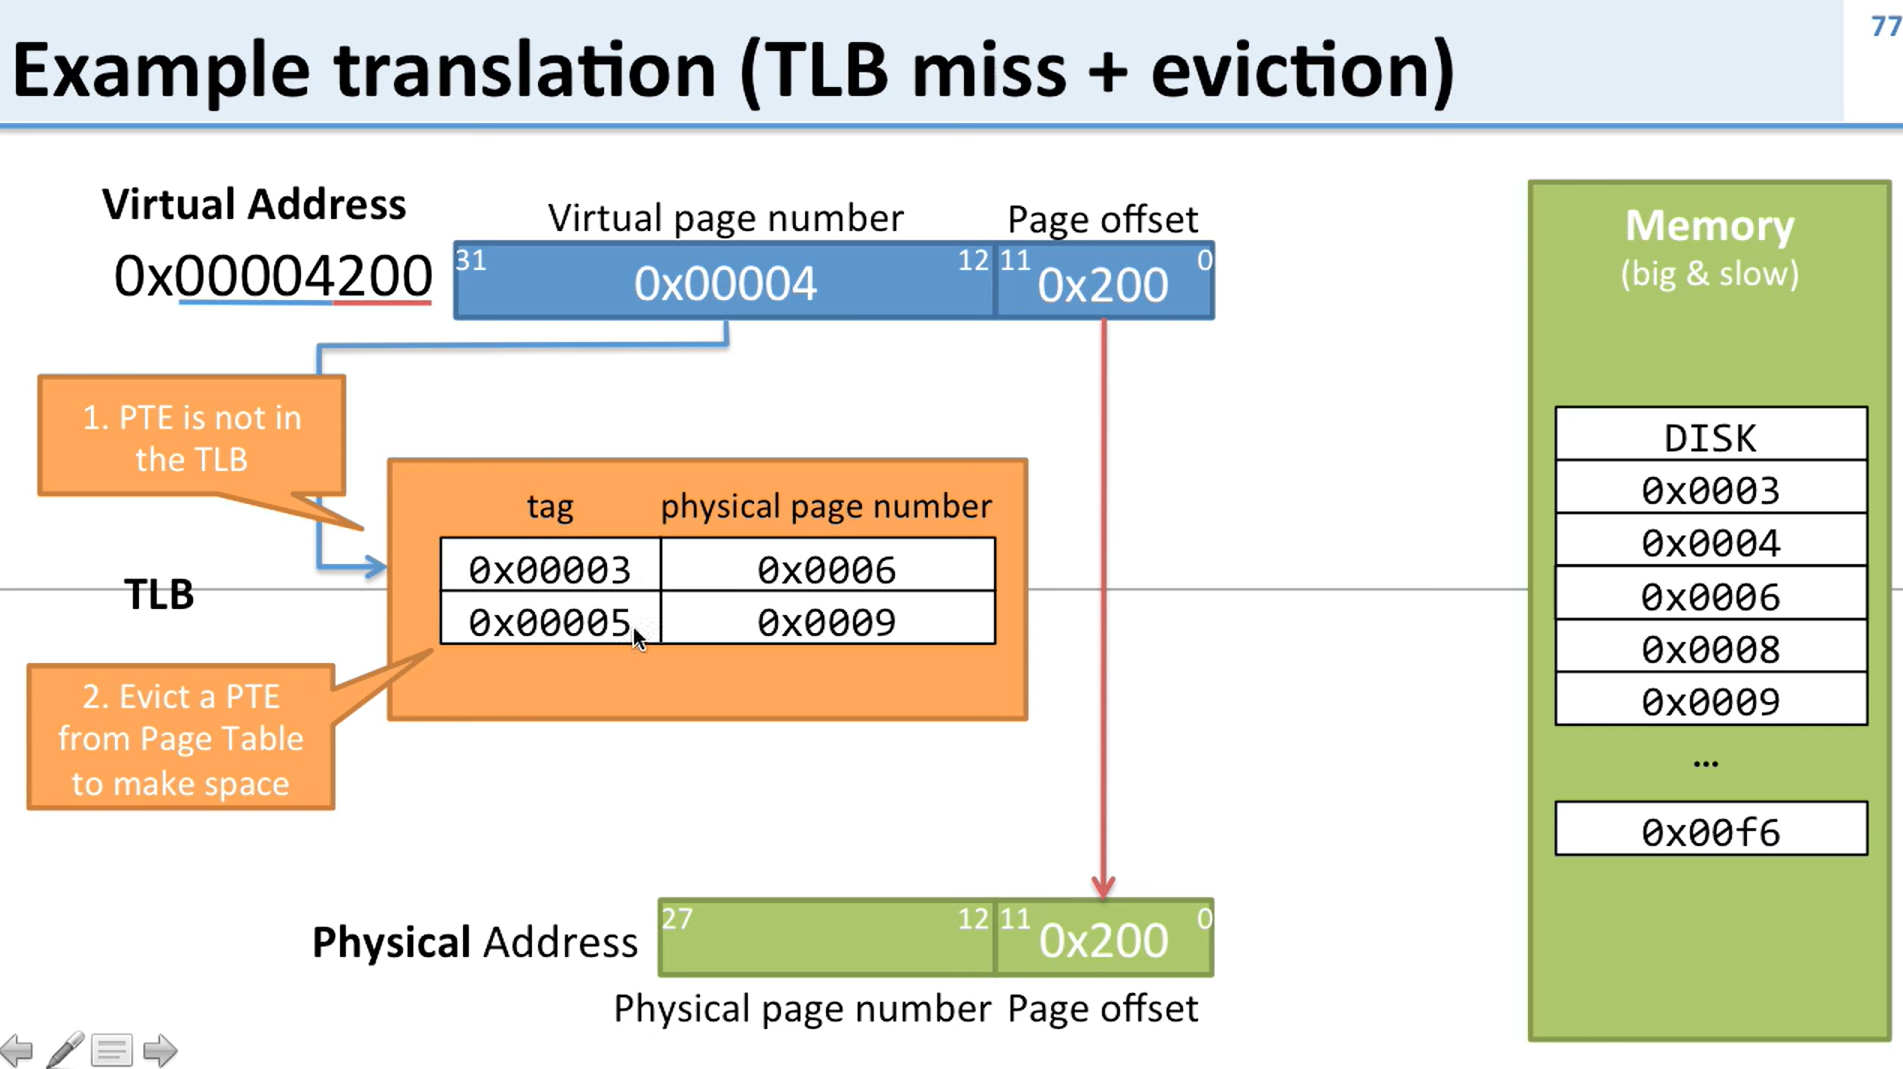 77
Example translation (TLB miss + eviction)
Virtual Address
0x00004200
Virtual page number
Page offset
31
0x00004
12
11
0x200
0
1. PTE is not in
the TLB
TLB
tag
physical page number
0x00003
0x0006
0x00005
0x0009
2. Evict a PTE
from Page Table
to make space
Physical Address
27
12
11
0x200
0
Physical page number
Page offset
Memory
(big & slow)
DISK
0x0003
0x0004
0x0006
0x0008
0x0009
...
0x00f6